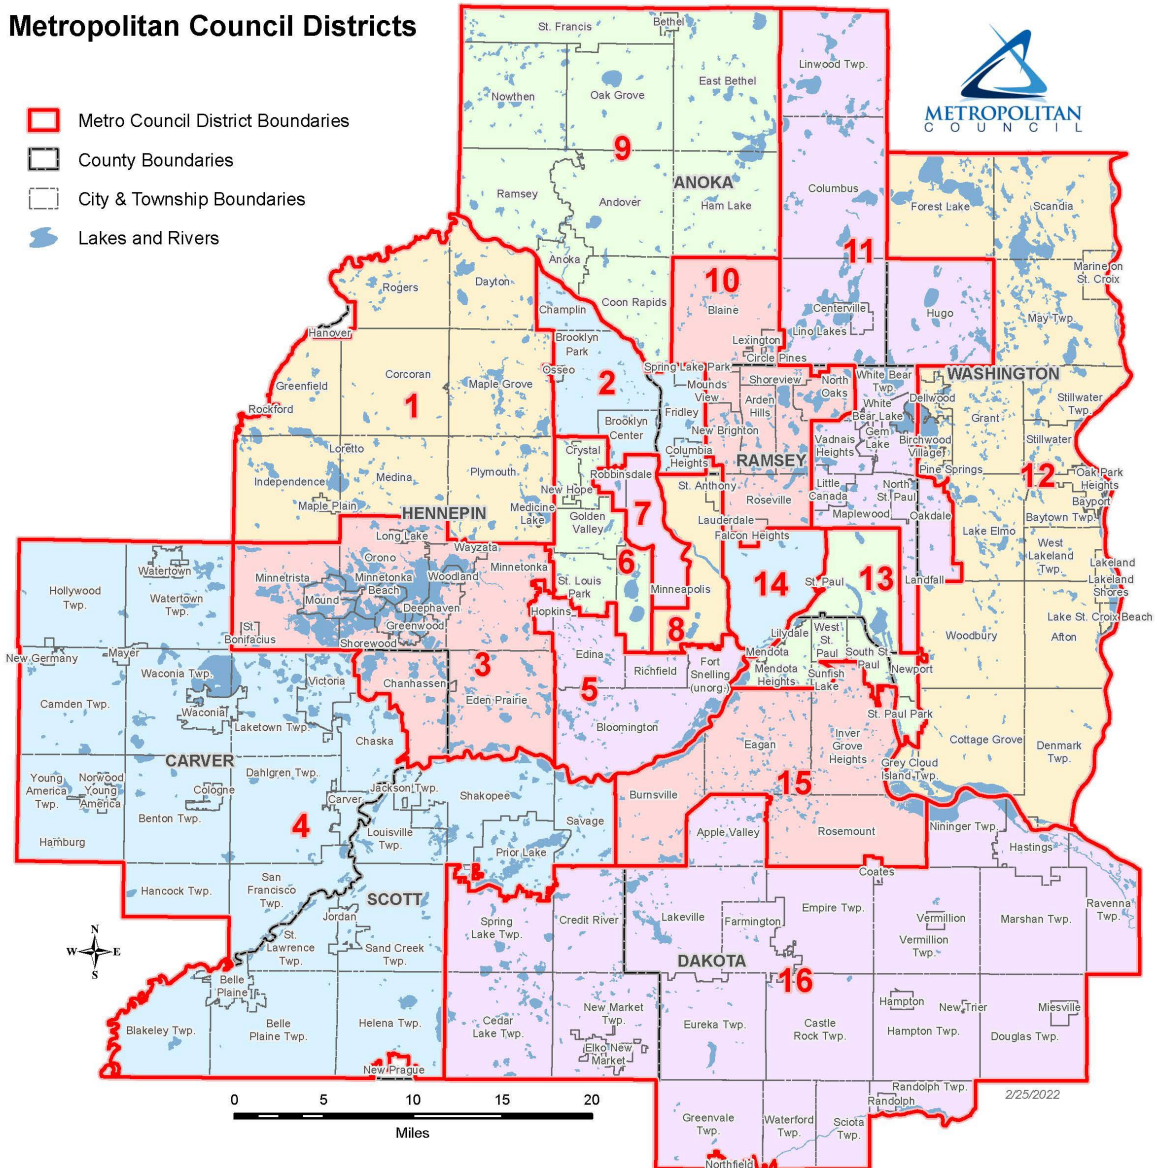 Metropolitan Council Districts
Metro Council District Boundaries
County Boundaries
City & Township Boundaries
Lakes and Rivers
METROPOLITAN
COUNCIL
St. Francis
Bethel
Linwood Twp.
East Bethel
Nowthen
Oak Grove
9
ANOKA
Ramsey
Andover
Ham Lake
Columbus
Forest Lake
Scandia
11
Anoka
Marine on
St. Croix
Rogers
Dayton
10
Coon Rapids
Champlin
Blaine
Centerville
Hugo
May Twp.
Hanover
Lino Lakes
Brooklyn
Park
Lexington
Circle Pines
Osseo
Spring Lake Park
WASHINGTON
Corcoran
Greenfield
Maple Grove
2
Mounds
View
Shoreview
North
Oaks
White Bear
Twp.
Dellwood
Stillwater
Twp.
Rockford
1
Brooklyn
Center
Fridley
Arden
Hills
White
Bear Lake
Grant
New Brighton
Gem
Lake
Birchwood
Village
Stillwater
Loretto
Crystal
Columbia
Heights
Vadnais
Heights
RAMSEY
Independence
Medina
Plymouth
Robbinsdale
Pine Springs
12
Oak Park
Heights
New Hope
St. Anthony
Little
Canada
North
St. Paul
Bayport
Maple Plain
Medicine
Lake
Roseville
HENNEPIN
Golden
Valley
7
Lauderdale
Maplewood
Oakdale
Baytown Twp.
Long Lake
Falcon Heights
Lake Elmo
Wayzata
Orono
6
West
Lakeland
Twp.
Lakeland
Minnetonka
Watertown
Minnetrista
Minnetonka
Beach
Woodland
St. Louis
Park
14
St. Paul
13
Landfall
Lakeland
Shores
Hollywood
Twp.
Watertown
Twp.
Mound
Deephaven
Minneapolis
Hopkins
Lake St. Croix Beach
St.
Bonifacius
Greenwood
8
Lilydale
West
St.
Paul
Woodbury
Afton
Shorewood
Mayer
New Germany
3
Edina
Mendota
South St.
Paul
Waconia Twp.
Victoria
Chanhassen
Richfield
Fort
Snelling
(unorg.)
Mendota
Heights
Sunfish
Lake
Newport
Eden Prairie
5
Camden Twp.
Waconia
Laketown Twp.
St. Paul Park
Bloomington
Chaska
Eagan
Inver
Grove
Heights
Cottage Grove
Denmark
Twp.
CARVER
Grey Cloud
Island Twp.
Dahlgren Twp.
Young
America
Twp.
Norwood
Young
America
Cologne
Jackson Twp.
Shakopee
15
Carver
Burnsville
Benton Twp.
4
Louisville
Twp.
Savage
Apple Valley
Rosemount
Nininger Twp.
Hamburg
Prior Lake
Hastings
Coates
Hancock Twp.
San
Francisco
Twp.
SCOTT
Ravenna
Twp.
Jordan
Spring
Lake Twp.
Credit River
Lakeville
Farmington
Empire Twp.
Vermillion
Marshan Twp.
St.
Lawrence
Twp.
Sand Creek
Twp.
Vermillion
Twp.
N
W
E
S
DAKOTA
16
Belle
Plaine
Hampton
New Trier
Miesville
Blakeley Twp.
Belle
Plaine Twp.
Helena Twp.
Cedar
Lake Twp.
New Market
Twp.
Eureka Twp.
Castle
Rock Twp.
Hampton Twp.
Douglas Twp.
Elko New
Market
New Prague
Randolph Twp.
Randolph
2/25/2022
0 5 10 15 20
Miles
Greenvale
Twp.
Waterford
Twp.
Sciota
Twp.
Northfield